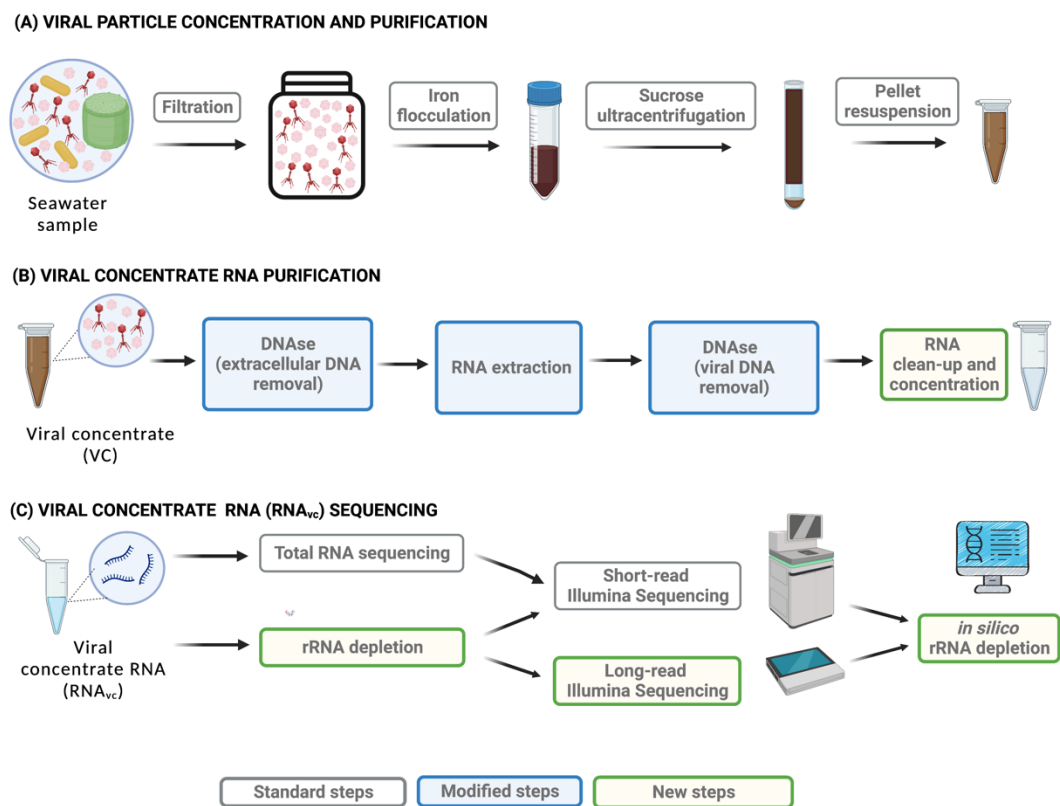 (A) VIRAL PARTICLE CONCENTRATION AND PURIFICATION
Filtration
Iron
flocculation
Sucrose
ultracentrifugation
Pellet
resuspension
Seawater
sample
(B) VIRAL CONCENTRATE RNA PURIFICATION
DNAse
(extracellular DNA
removal)
RNA extraction
DNAse
(viral DNA
removal)
RNA
clean-up and
concentration
Viral concentrate
(VC)
(C) VIRAL CONCENTRATE RNA (RNAvc) SEQUENCING
Total RNA sequencing
Short-read
Illumina Sequencing
rRNA depletion
Long-read
Illumina Sequencing
in silico
rRNA depletion
Viral
concentrate RNA
(RNAvc)
Standard steps
Modified steps
New steps